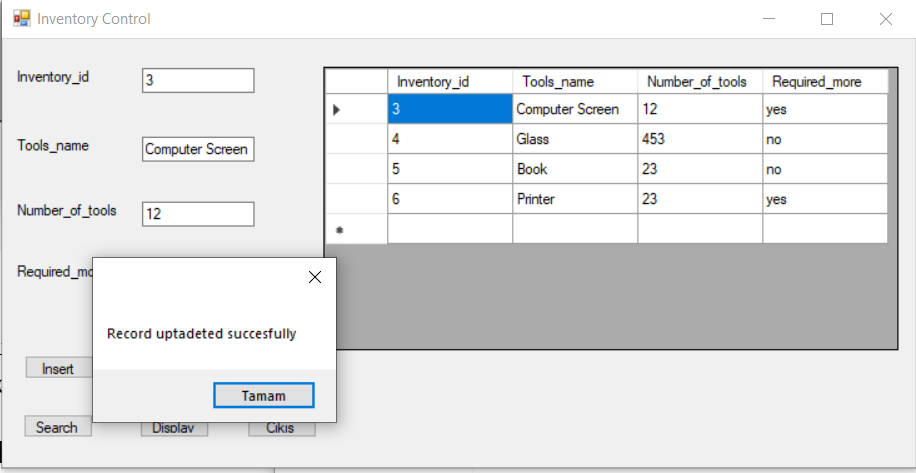 Inventory Control
Inventory_id 3
Tools_name Computer Screen
Number_of_tools 12
Inventory_id Tools_name Number_of_tools Required_more
3 Computer Screen 12 yes
4 Glass 453 no
5 Book 23 no
6 Printer 23 yes
Record uptadeted succesfully
Tamam
Insert
Search Display Cikis